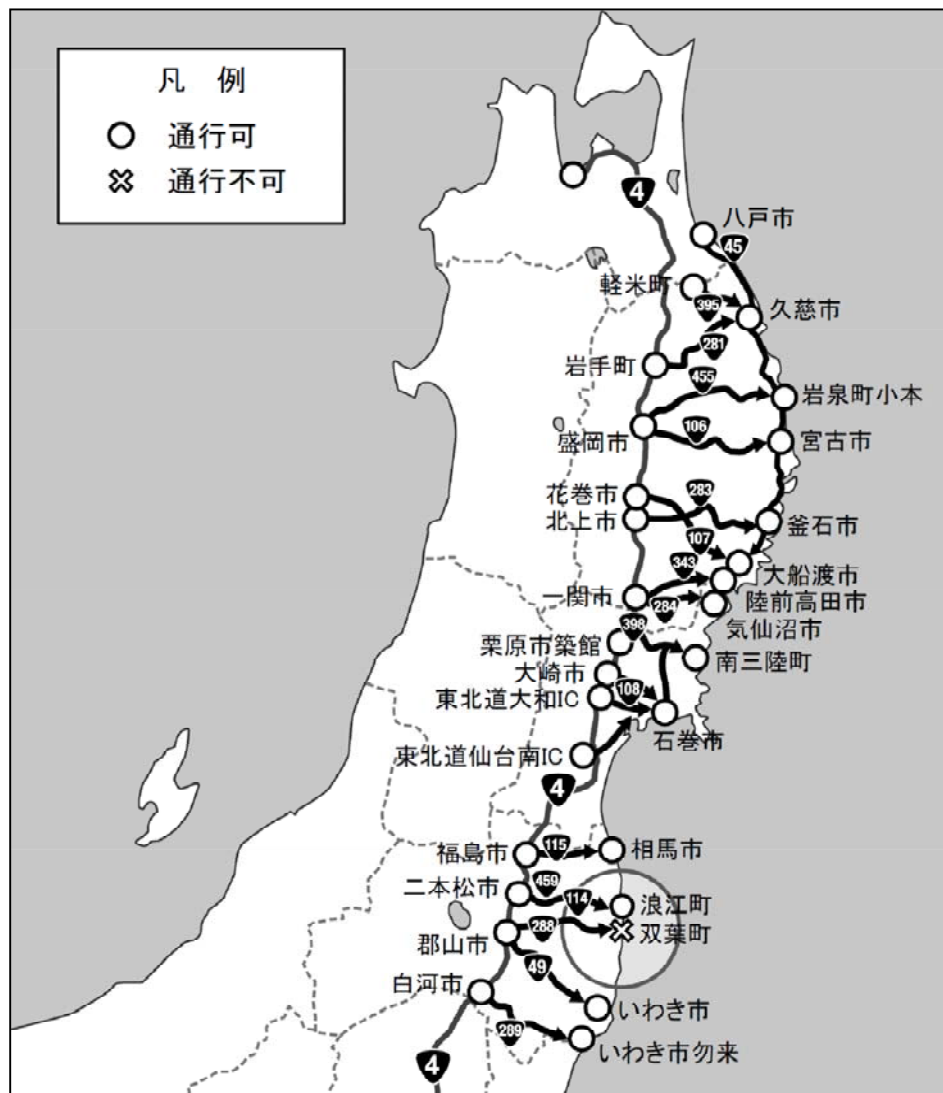 凡 例
通行可
通行不可
4
八戸市
45
軽米町
395
久慈市
281
岩手町
455
岩泉町小本
盛岡市
106
宮古市
花巻市
283
北上市
釜石市
107
343
大船渡市
一関市
284
陸前高田市
398
気仙沼市
栗原市築館
南三陸町
大崎市
108
東北道大和IC
石巻市
東北道仙台南IC
4
福島市
115
相馬市
二本松市
459
114
浪江町
288
双葉町
郡山市
49
白河市
いわき市
289
いわき市勿来
4